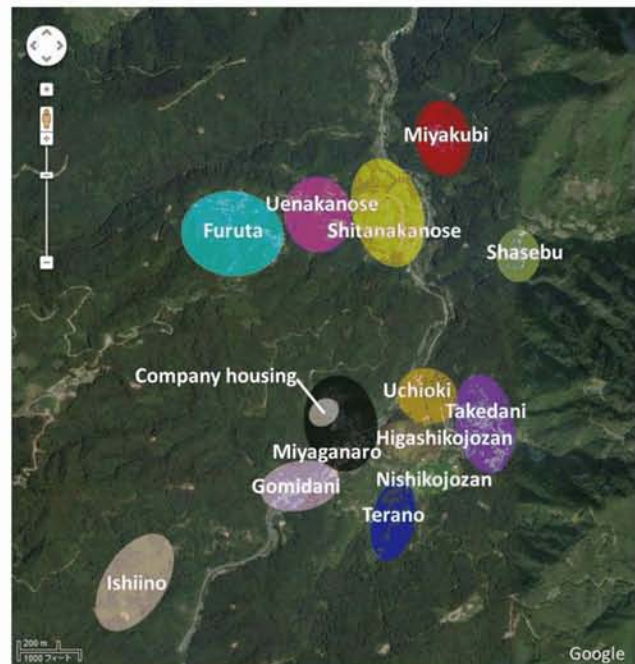 Miyakubi
Uenakanose
Furuta
Shitanakanose
Shasebu
Company housing
Uchioki
Takedani
Higashikojozan
Miyaganaro
Gomidani
Nishikojozan
Terano
Ishiino
200 m
1000 フィート
Google